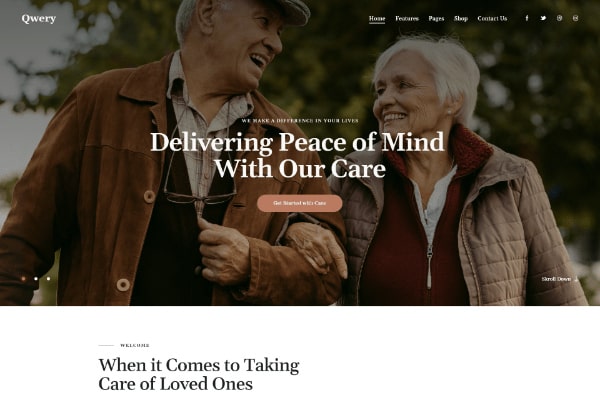 Qwery
Home Features Pages Shop Contact Us
WE MAKE A DIFFERENCE IN YOUR LIVES
Delivering Peace of Mind
With Our Care
Get Started with Care
Scroll Down
WELCOME
When it Comes to Taking
Care of Loved Ones